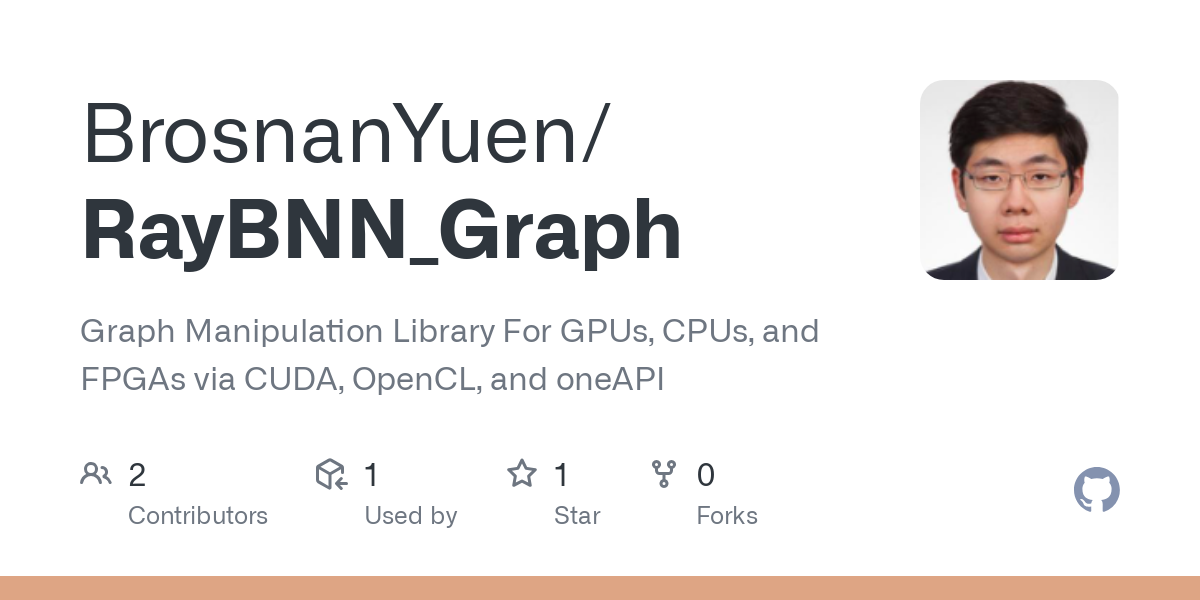 BrosnanYuen/
RayBNN_Graph
Graph Manipulation Library For GPUs, CPUs, and
FPGAs via CUDA, OpenCL, and oneAPI
2 1 1 0
Contributors Used by Star Forks